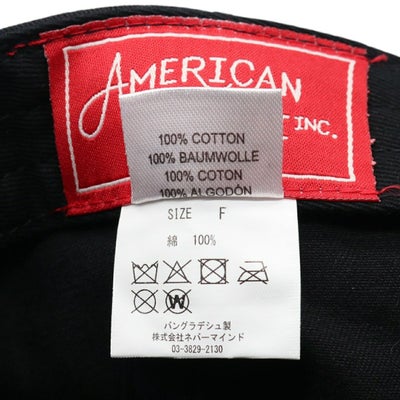 AMERICAN
INC.
100% COTTON
100% BAUMWOLLE
100% COTON
100% ALGODÓN
SIZE F
綿 100%
W
バングラデシュ製
株式会社ネバーマインド
03-3829-2130